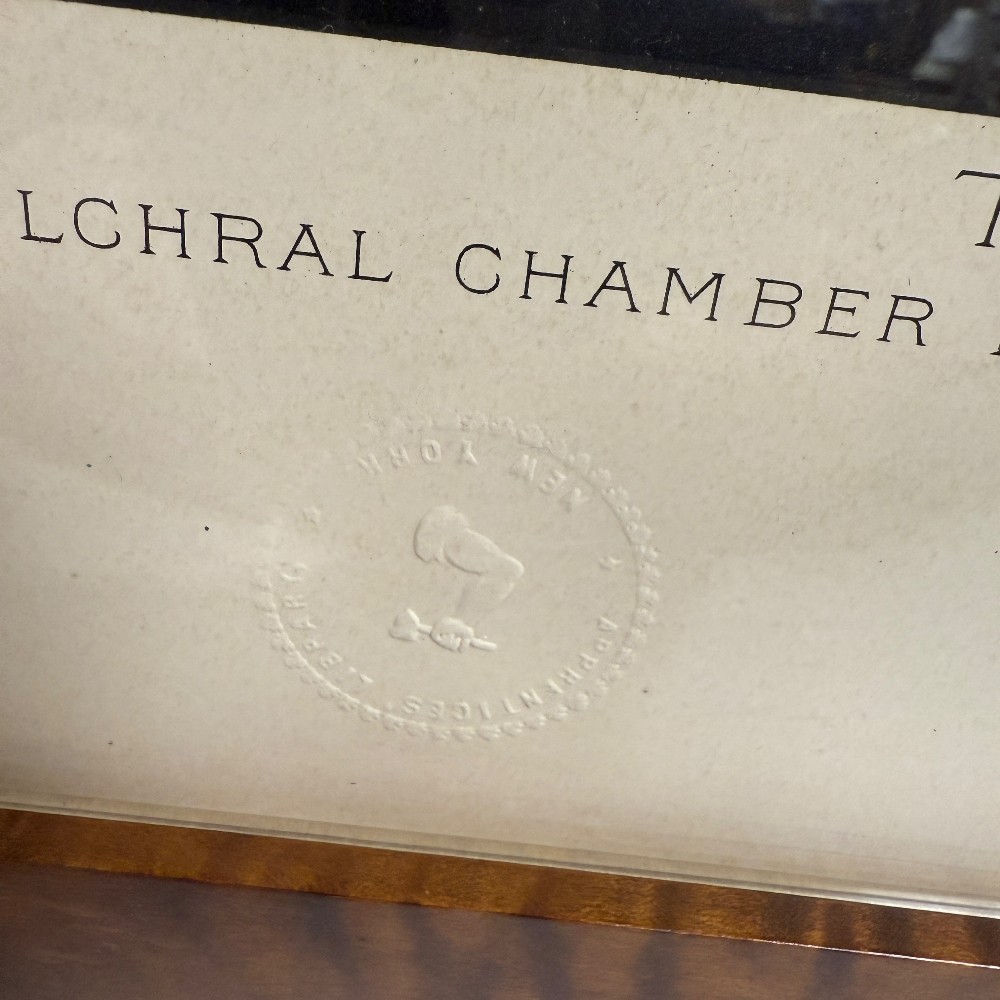 T
LCHRAL CHAMBER
APPRENTICES' LIBRARY
NEW YORK